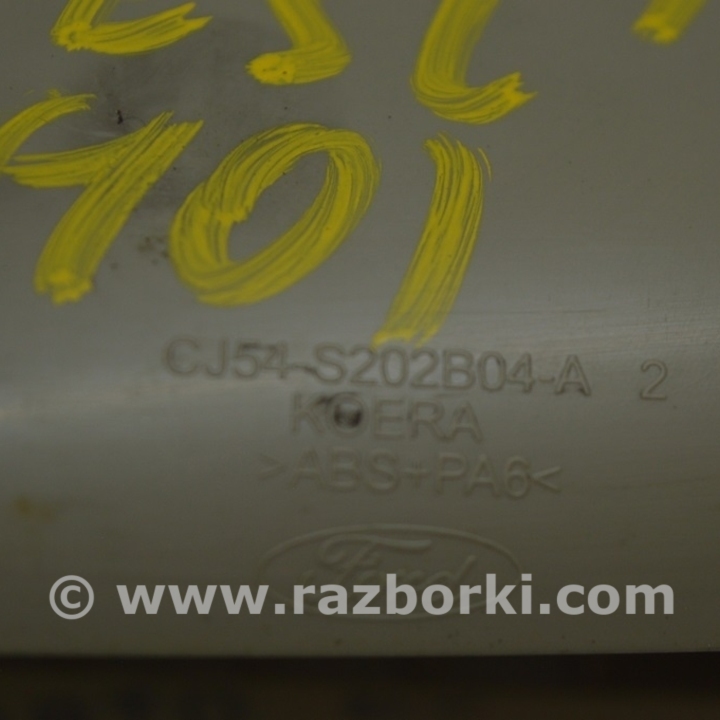 401
CJ54-S202B04-A 2
KOERA
>ABS+PA6<
Ford
© www.razborki.com